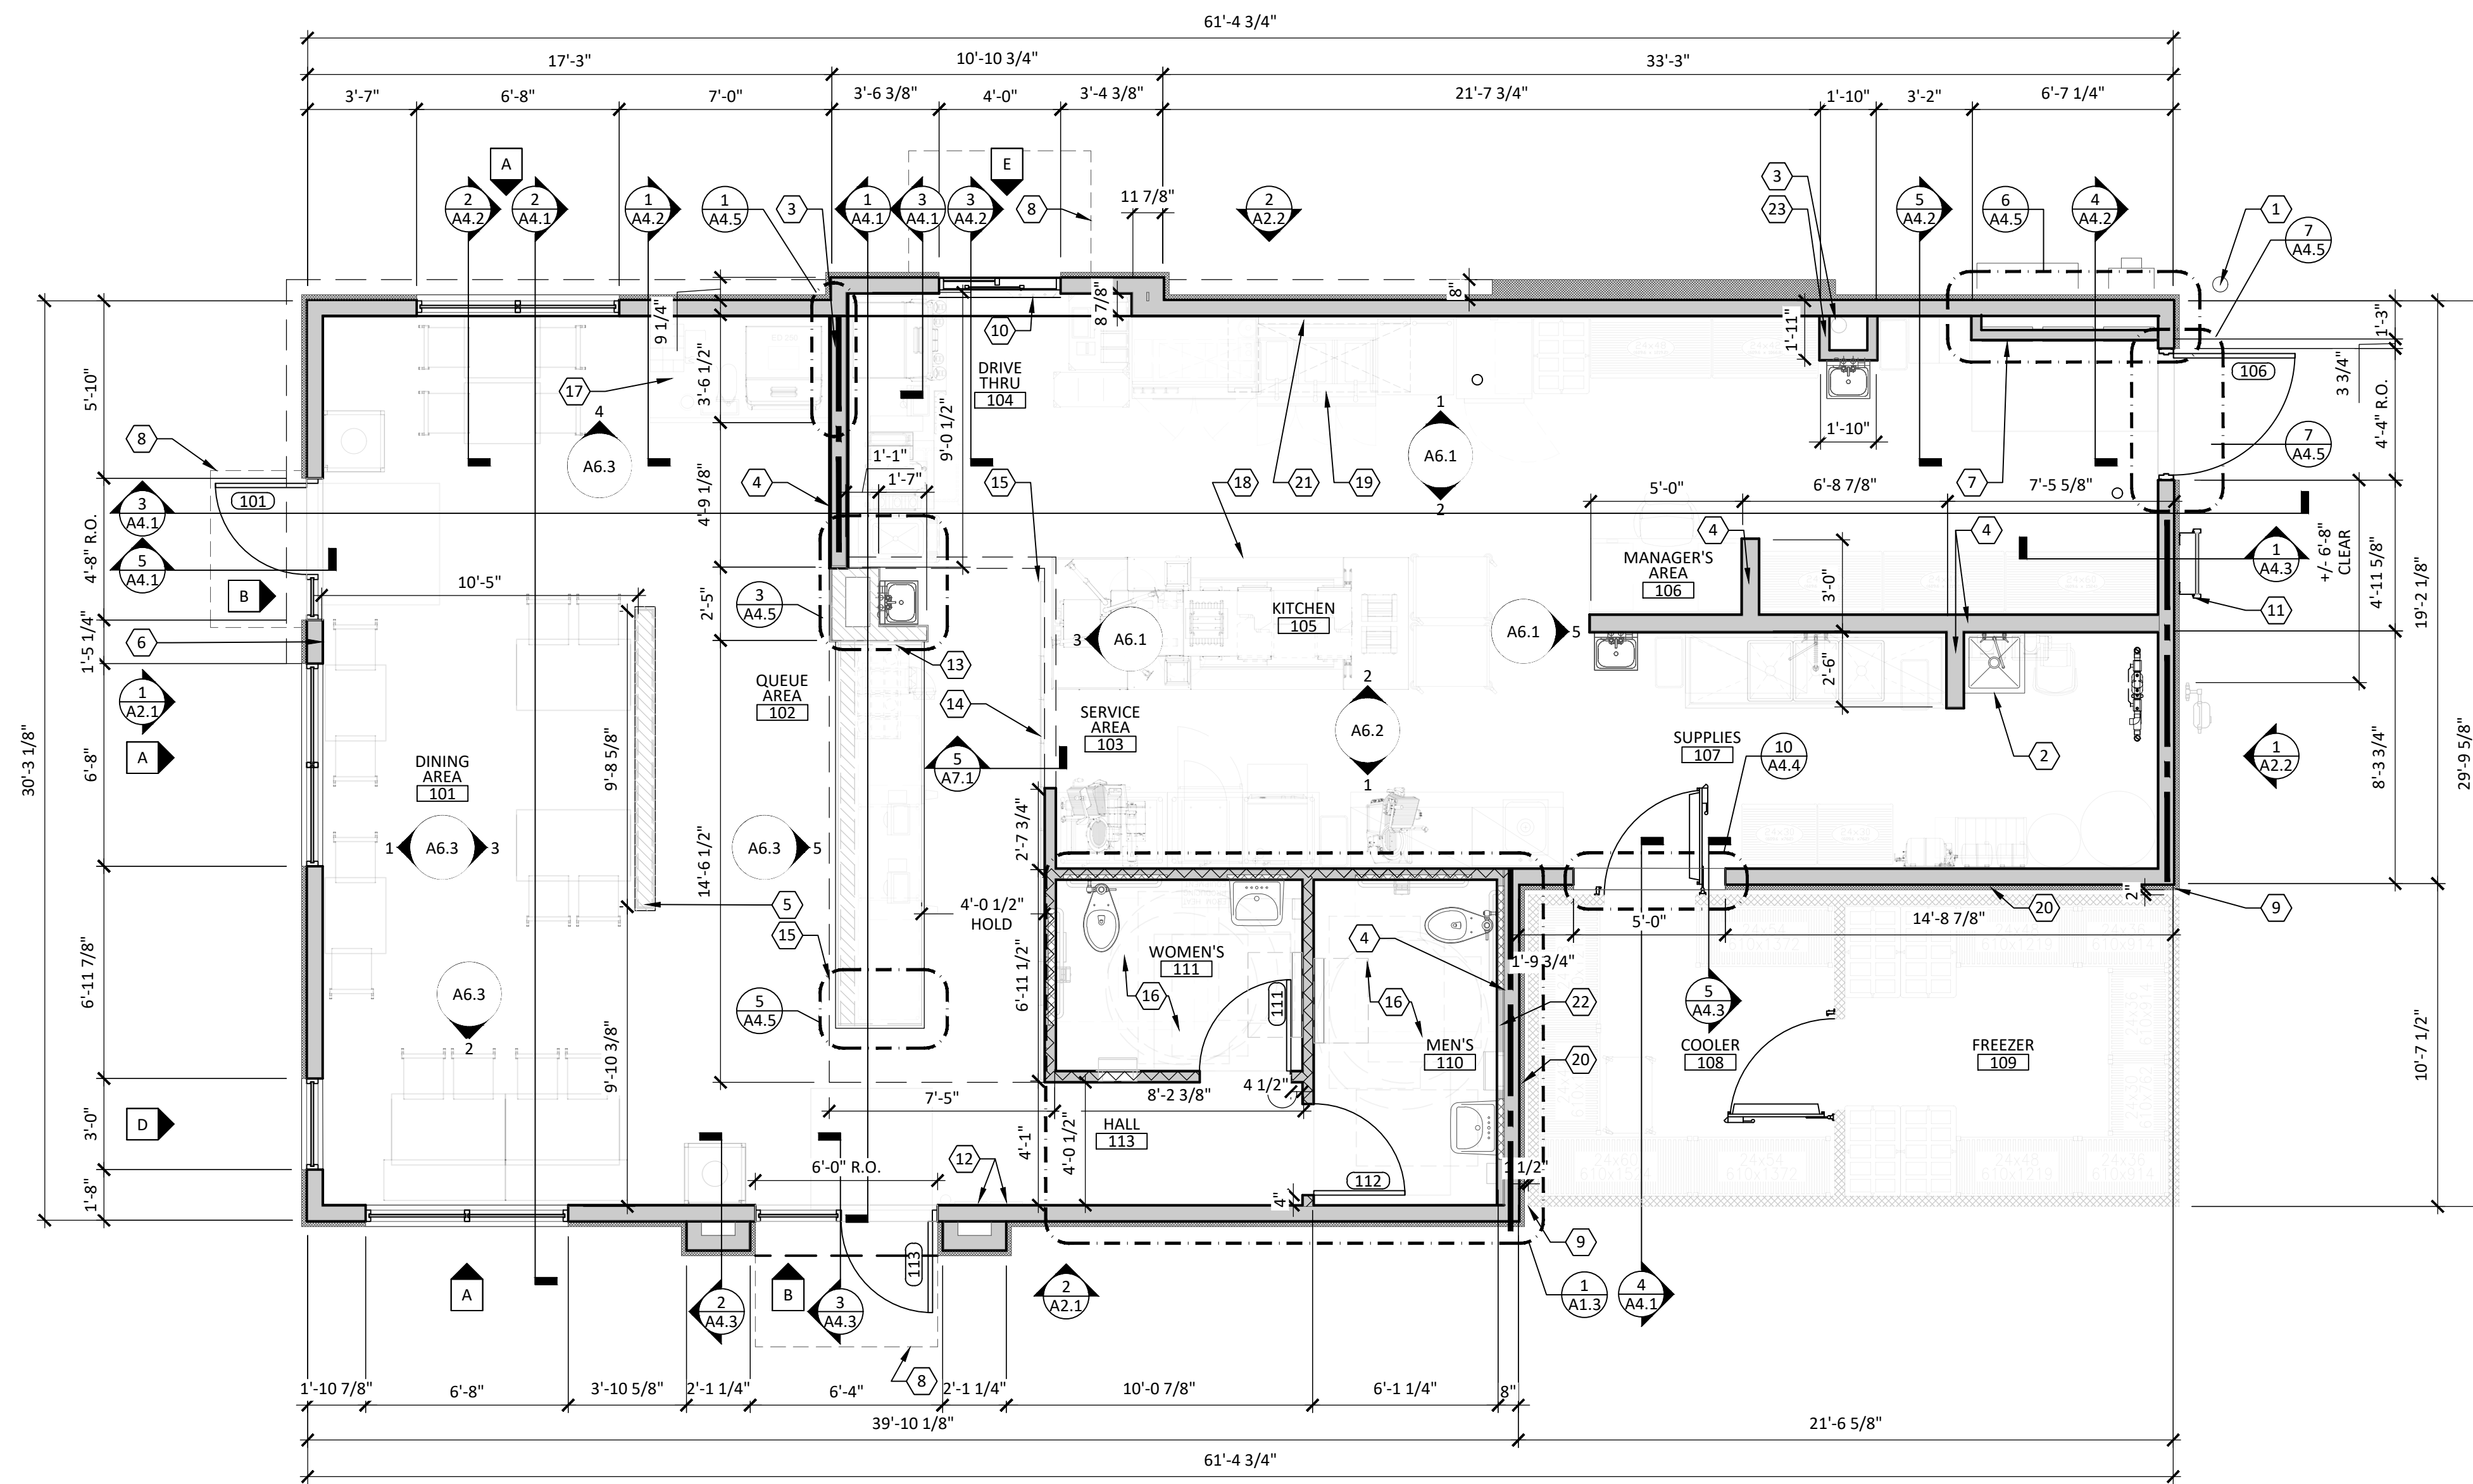 61'-4 3/4"
17'-3"
10'-10 3/4"
33'-3"
3'-7"
6'-8"
7'-0"
3'-6 3/8"
4'-0"
3'-4 3/8"
21'-7 3/4"
1'-10"
3'-2"
6'-7 1/4"
A
E
2
A4.2
2
A4.1
1
A4.2
1
A4.5
3
1
A4.1
3
A4.1
3
A4.2
8
11 7/8"
2
A2.2
3
23
5
A4.2
6
A4.5
4
A4.2
1
7
A4.5
9 1/4"
10
8 7/8"
8"
1'-11"
1'-3"
3 3/4"
4'-4" R.O.
106
5'-10"
17
4
A6.3
3'-6 1/2"
DRIVE
THRU
104
9'-0 1/2"
1
A6.1
2
1'-10"
7
A4.5
8
101
3
A4.1
5
A4.1
4
4'-9 1/8"
1'-1"
1'-7"
15
18
21
19
5'-0"
6'-8 7/8"
7'-5 5/8"
7
4
4
1
A4.3
+/- 6'-8"
CLEAR
4'-11 5/8"
19'-2 1/8"
4'-8" R.O.
B
10'-5"
2'-5"
3
A4.5
MANAGER'S
AREA
106
3'-0"
11
KITCHEN
105
3
A6.1
A6.1
5
6
1'-5 1/4"
13
2'-6"
1
A2.1
A
QUEUE
AREA
102
14
SERVICE
AREA
103
2
A6.2
1
SUPPLIES
107
10
A4.4
2
1
A2.2
30'-3 1/8"
6'-8"
DINING
AREA
101
9'-8 5/8"
5
A7.1
8'-3 3/4"
29'-9 5/8"
1
A6.3
3
A6.3
5
14'-6 1/2"
2'-7 3/4"
2"
5
15
4'-0 1/2"
HOLD
5'-0"
14'-8 7/8"
20
9
6'-11 7/8"
A6.3
2
5
A4.5
6'-11 1/2"
WOMEN'S
111
16
111
4
16
1'-9 3/4"
22
5
A4.3
MEN'S
110
20
COOLER
108
FREEZER
109
10'-7 1/2"
9'-10 3/8"
3'-0"
D
7'-5"
8'-2 3/8"
4 1/2"
HALL
113
4'-1"
4'-0 1/2"
6'-0" R.O.
12
112
4"
1 1/2"
9
1'-8"
113
A
2
A4.3
B
3
A4.3
2
A2.1
1
A1.3
4
A4.1
8
1'-10 7/8"
6'-8"
3'-10 5/8"
2'-1 1/4"
6'-4"
2'-1 1/4"
10'-0 7/8"
6'-1 1/4"
8"
39'-10 1/8"
21'-6 5/8"
61'-4 3/4"